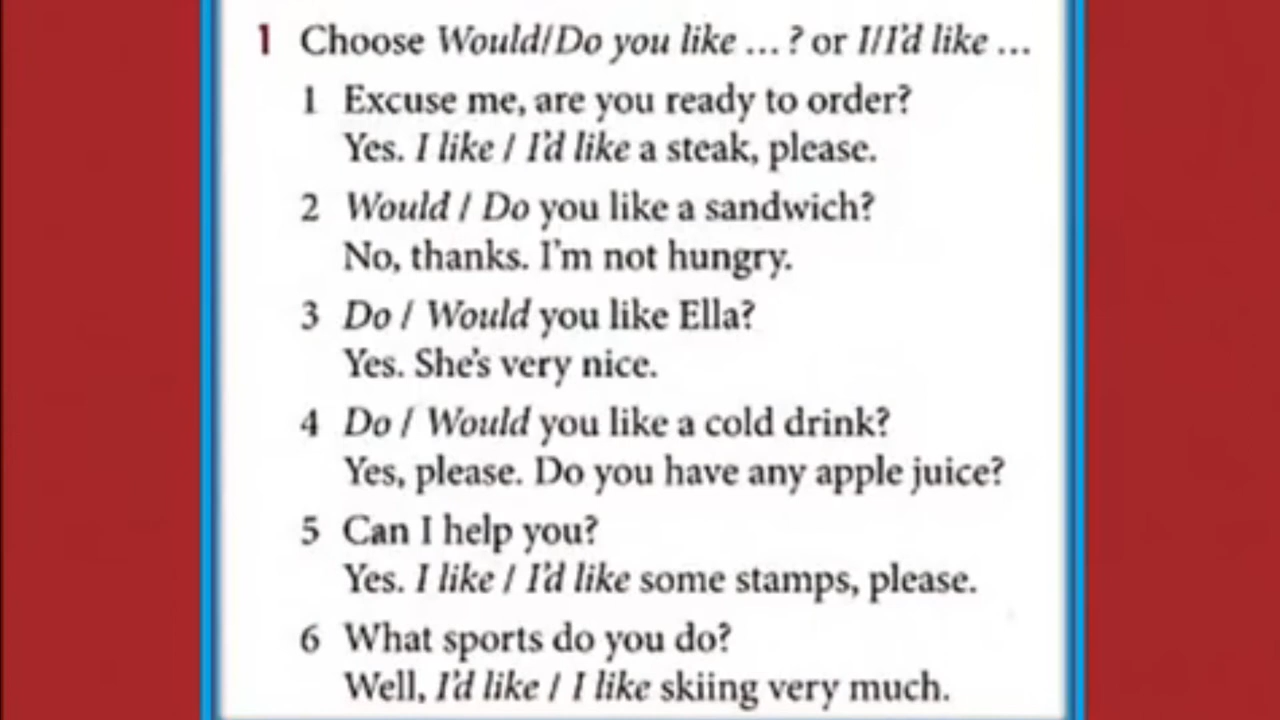 1 Choose Would/Do you like ... ? or I/I'd like ...
1 Excuse me, are you ready to order?
Yes. I like / I'd like a steak, please.
2 Would / Do you like a sandwich?
No, thanks. I'm not hungry.
3 Do / Would you like Ella?
Yes. She's very nice.
4 Do / Would you like a cold drink?
Yes, please. Do you have any apple juice?
5 Can I help you?
Yes. I like / I'd like some stamps, please.
6 What sports do you do?
Well, I'd like / I like skiing very much.